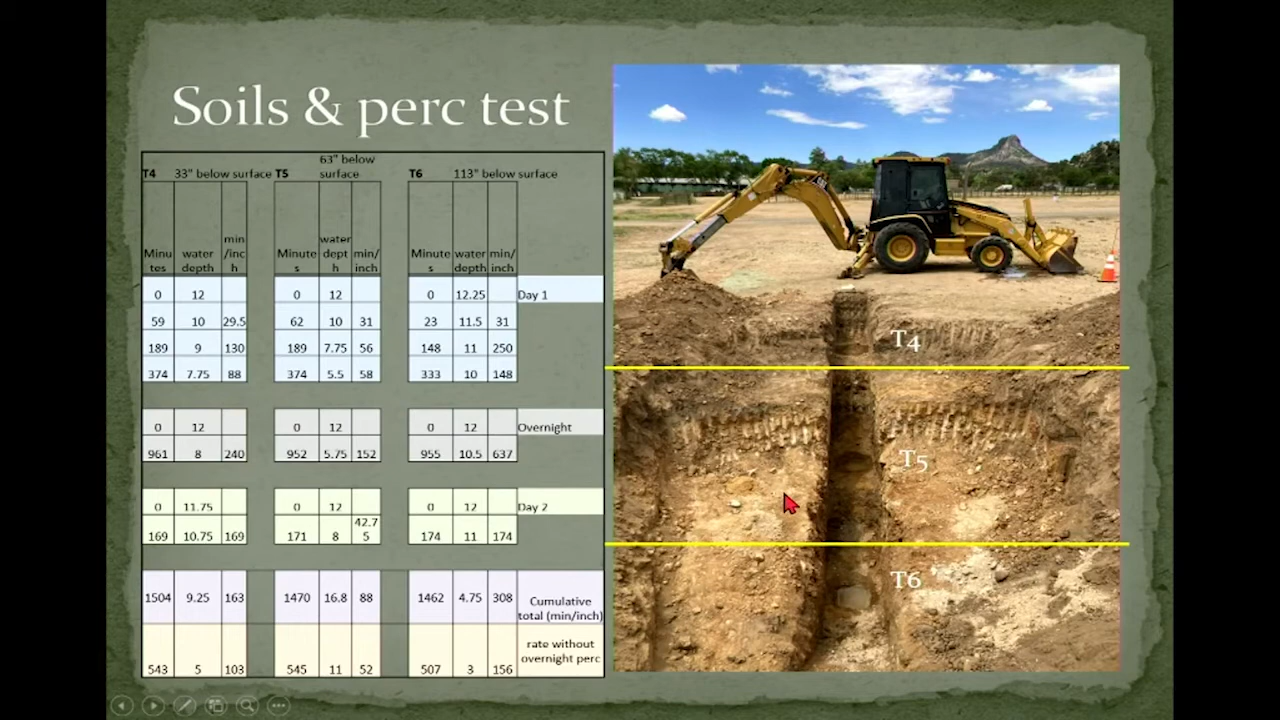 Soils & perc test
T4 33" below surface T5 63" below surface T6 113" below surface
Minutes water depth min/inch Minutes water depth min/inch Minutes water depth min/inch
0 12 0 12 0 12.25 Day 1
59 10 29.5 62 10 31 23 11.5 31
189 9 130 189 7.75 56 148 11 250
374 7.75 88 374 5.5 58 333 10 148
0 12 0 12 0 12 Overnight
961 8 240 952 5.75 152 955 10.5 637
0 11.75 0 12 0 12 Day 2
169 10.75 169 171 8 42.75 174 11 174
1504 9.25 163 1470 16.8 88 1462 4.75 308 Cumulative total (min/inch)
543 5 103 545 11 52 507 3 156 rate without overnight perc
T4
T5
T6